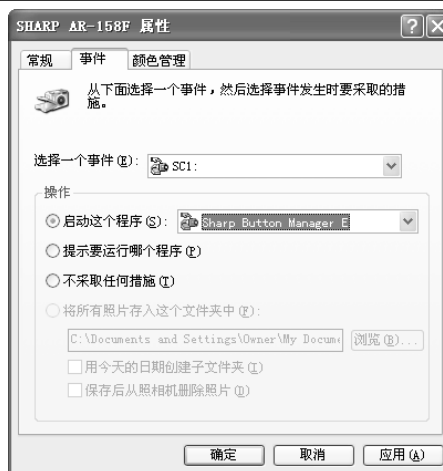 SHARP AR-158F 属性
常规 事件 颜色管理
从下面选择一个事件，然后选择事件发生时要采取的措
施。
选择一个事件(E): SC1:
操作
启动这个程序(S): Sharp Button Manager E
提示要运行哪个程序(P)
不采取任何措施(T)
将所有照片存入这个文件夹中(F):
C:\Documents and Settings\Owner\My Docume 浏览(B)...
用今天的日期创建子文件夹(I)
保存后从照相机删除照片(D)
确定 取消 应用(A)